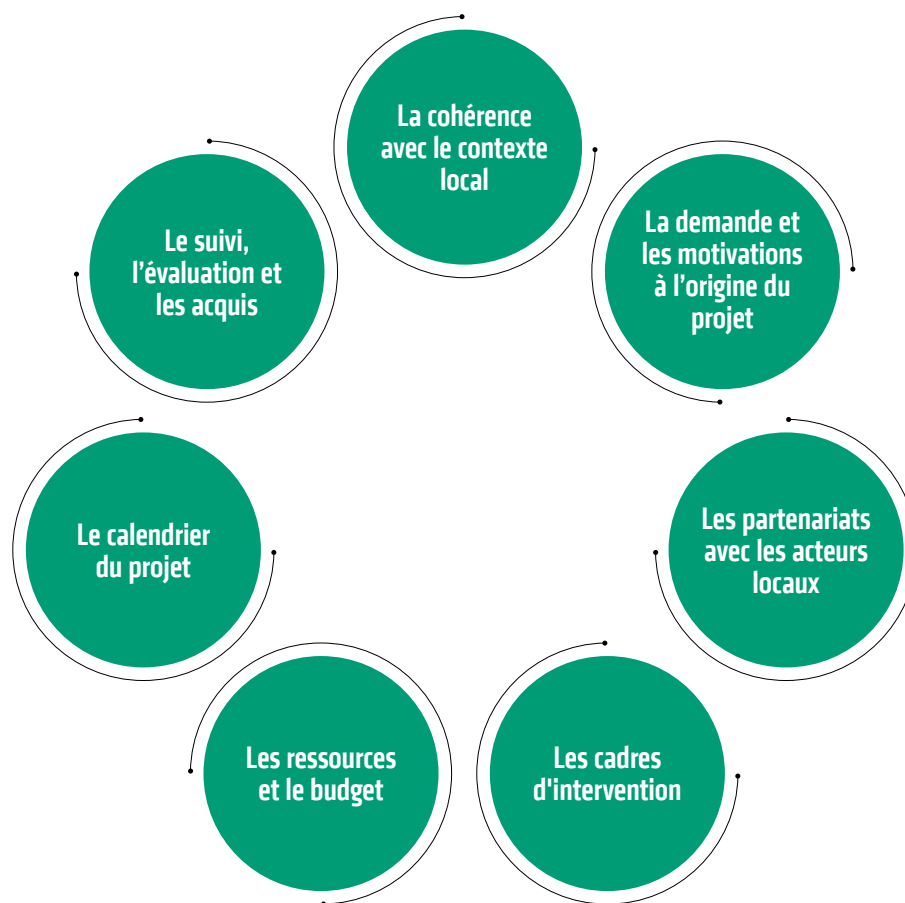 La cohérence
avec le contexte
local
La demande et
les motivations
à l’origine du
projet
Les partenariats
avec les acteurs
locaux
Les cadres
d'intervention
Les ressources
et le budget
Le calendrier
du projet
Le suivi,
l’évaluation et
les acquis